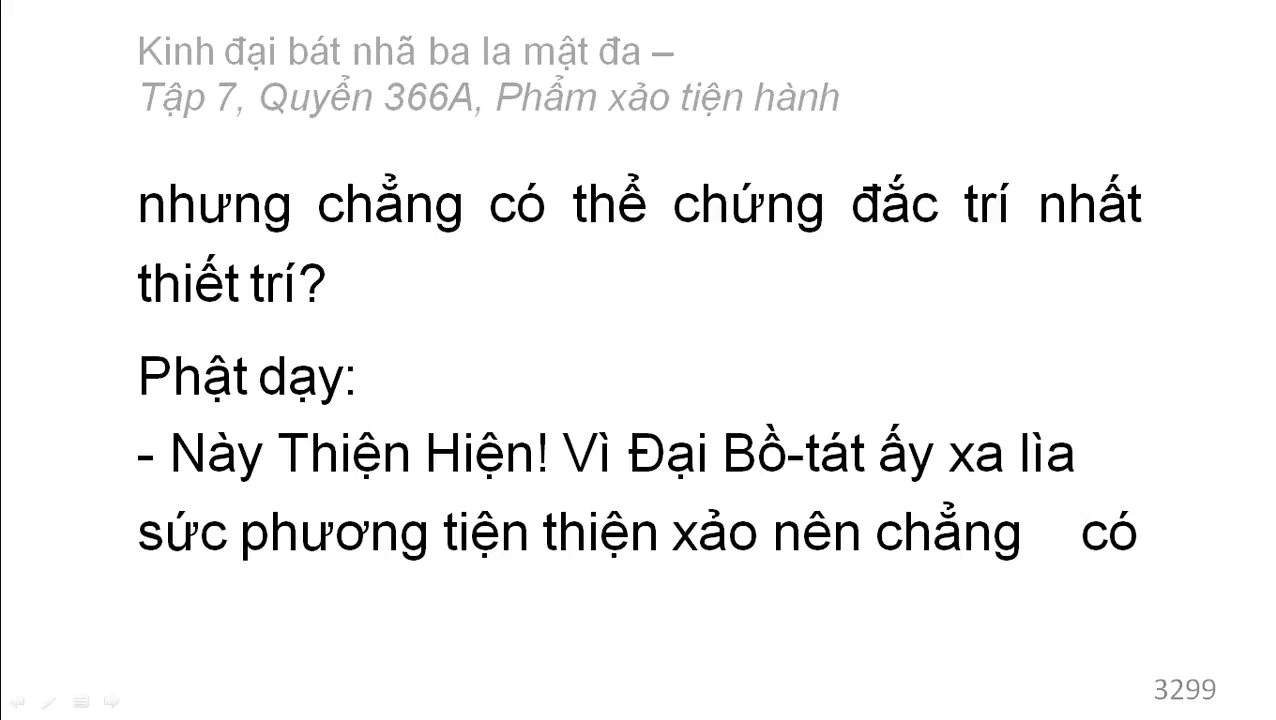 Kinh đại bát nhã ba la mật đa –
Tập 7, Quyển 366A, Phẩm xảo tiện hành
nhưng chẳng có thể chứng đắc trí nhất
thiết trí?
Phật dạy:
- Này Thiện Hiện! Vì Đại Bồ-tát ấy xa lìa
sức phương tiện thiện xảo nên chẳng có
3299